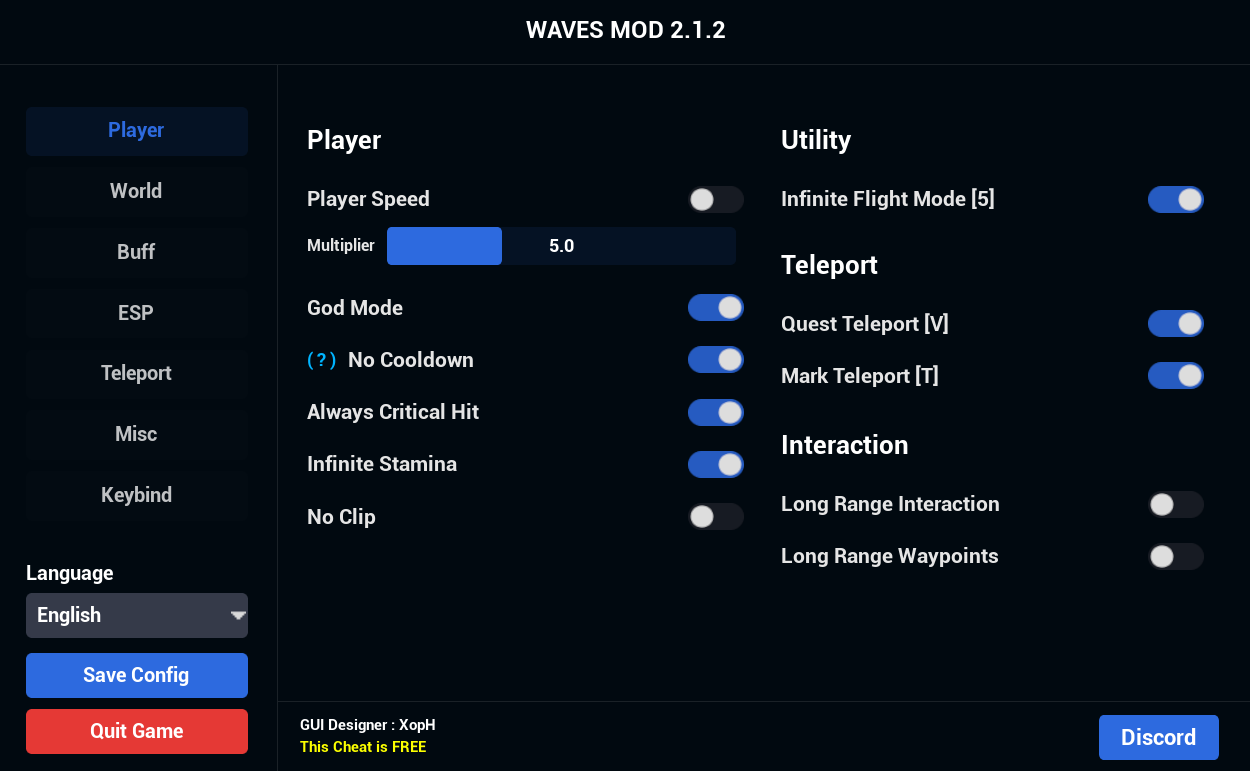 WAVES MOD 2.1.2
Player
World
Buff
ESP
Teleport
Misc
Keybind
Language
English
Save Config
Quit Game
Player
Player Speed
Multiplier 5.0
God Mode
(?) No Cooldown
Always Critical Hit
Infinite Stamina
No Clip
Utility
Infinite Flight Mode [5]
Teleport
Quest Teleport [V]
Mark Teleport [T]
Interaction
Long Range Interaction
Long Range Waypoints
GUI Designer : XopH
This Cheat is FREE
Discord